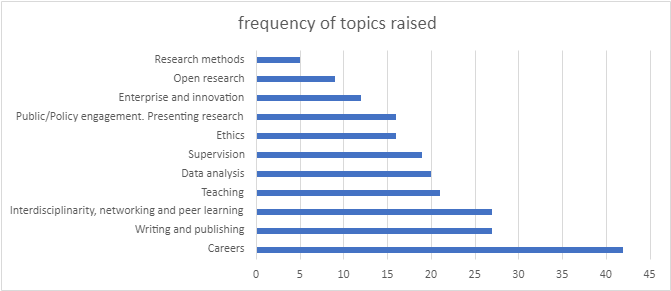 frequency of topics raised
Research methods
Open research
Enterprise and innovation
Public/Policy engagement. Presenting research
Ethics
Supervision
Data analysis
Teaching
Interdisciplinarity, networking and peer learning
Writing and publishing
Careers
0 5 10 15 20 25 30 35 40 45